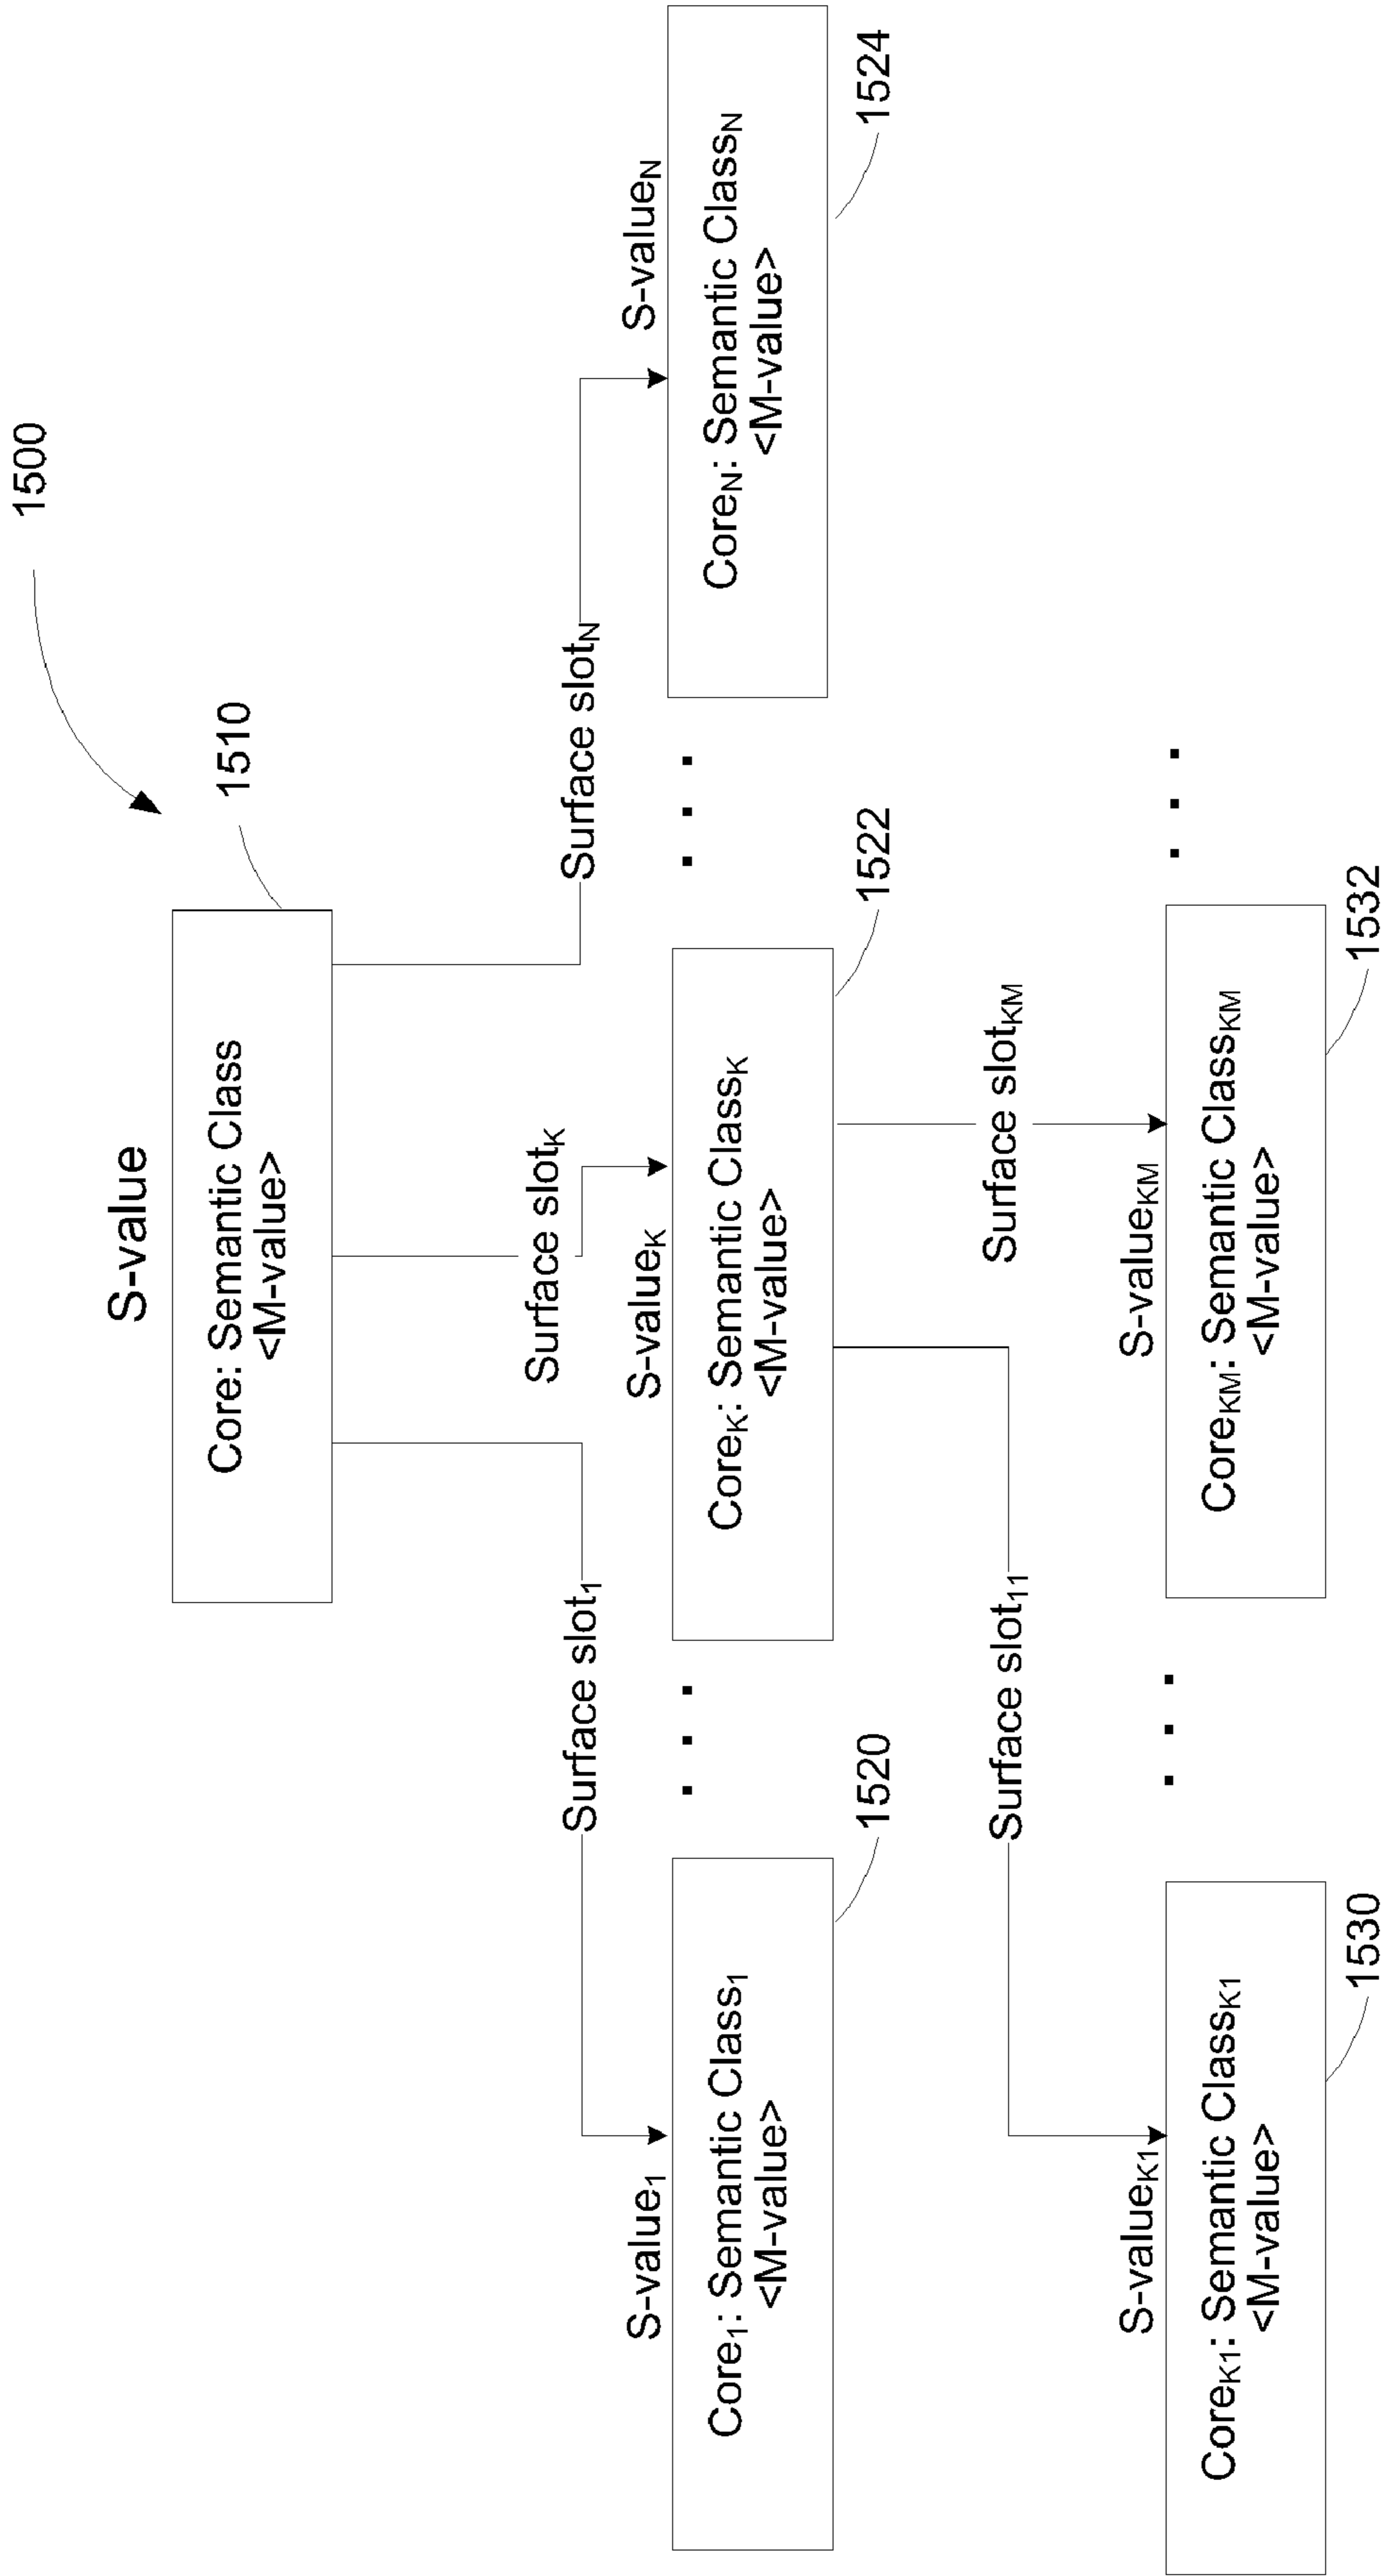 1500
S-value
1510
Core: Semantic Class
<M-value>
Surface slot₁
Surface slotK
Surface slotN
S-value₁
S-valueK
S-valueN
Core₁: Semantic Class₁
<M-value>
. . .
CoreK: Semantic ClassK
<M-value>
. . .
CoreN: Semantic ClassN
<M-value>
1520
1522
1524
Surface slot₁₁
Surface slotKM
S-valueK1
S-valueKM
CoreK1: Semantic ClassK1
<M-value>
. . .
CoreKM: Semantic ClassKM
<M-value>
. . .
1530
1532